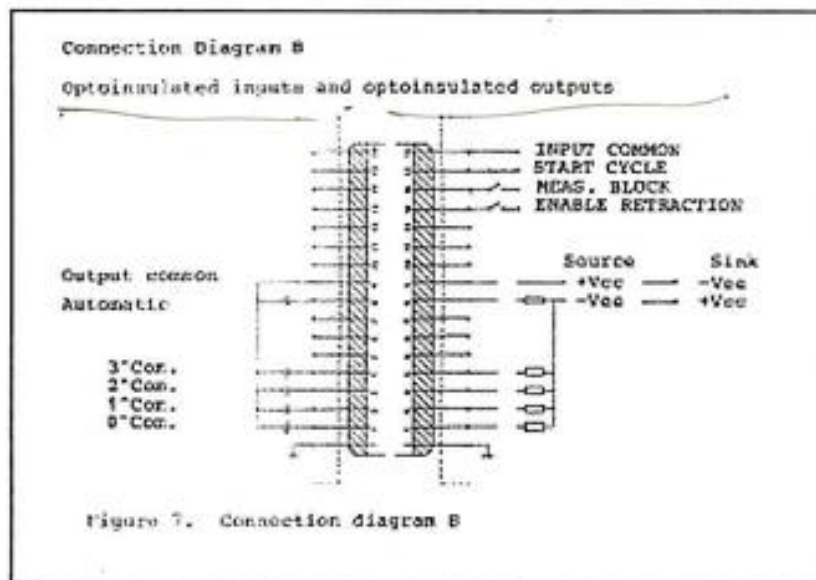 Connection Diagram B
Optoinsulated inputs and optoinsulated outputs
INPUT COMMON
START CYCLE
MEAS. BLOCK
ENABLE RETRACTION
Source Sink
Output common +Vcc -Vcc
Automatic -Vcc +Vcc
3"Com.
2"Com.
1"Com.
0"Com.
Figure 7. Connection diagram B